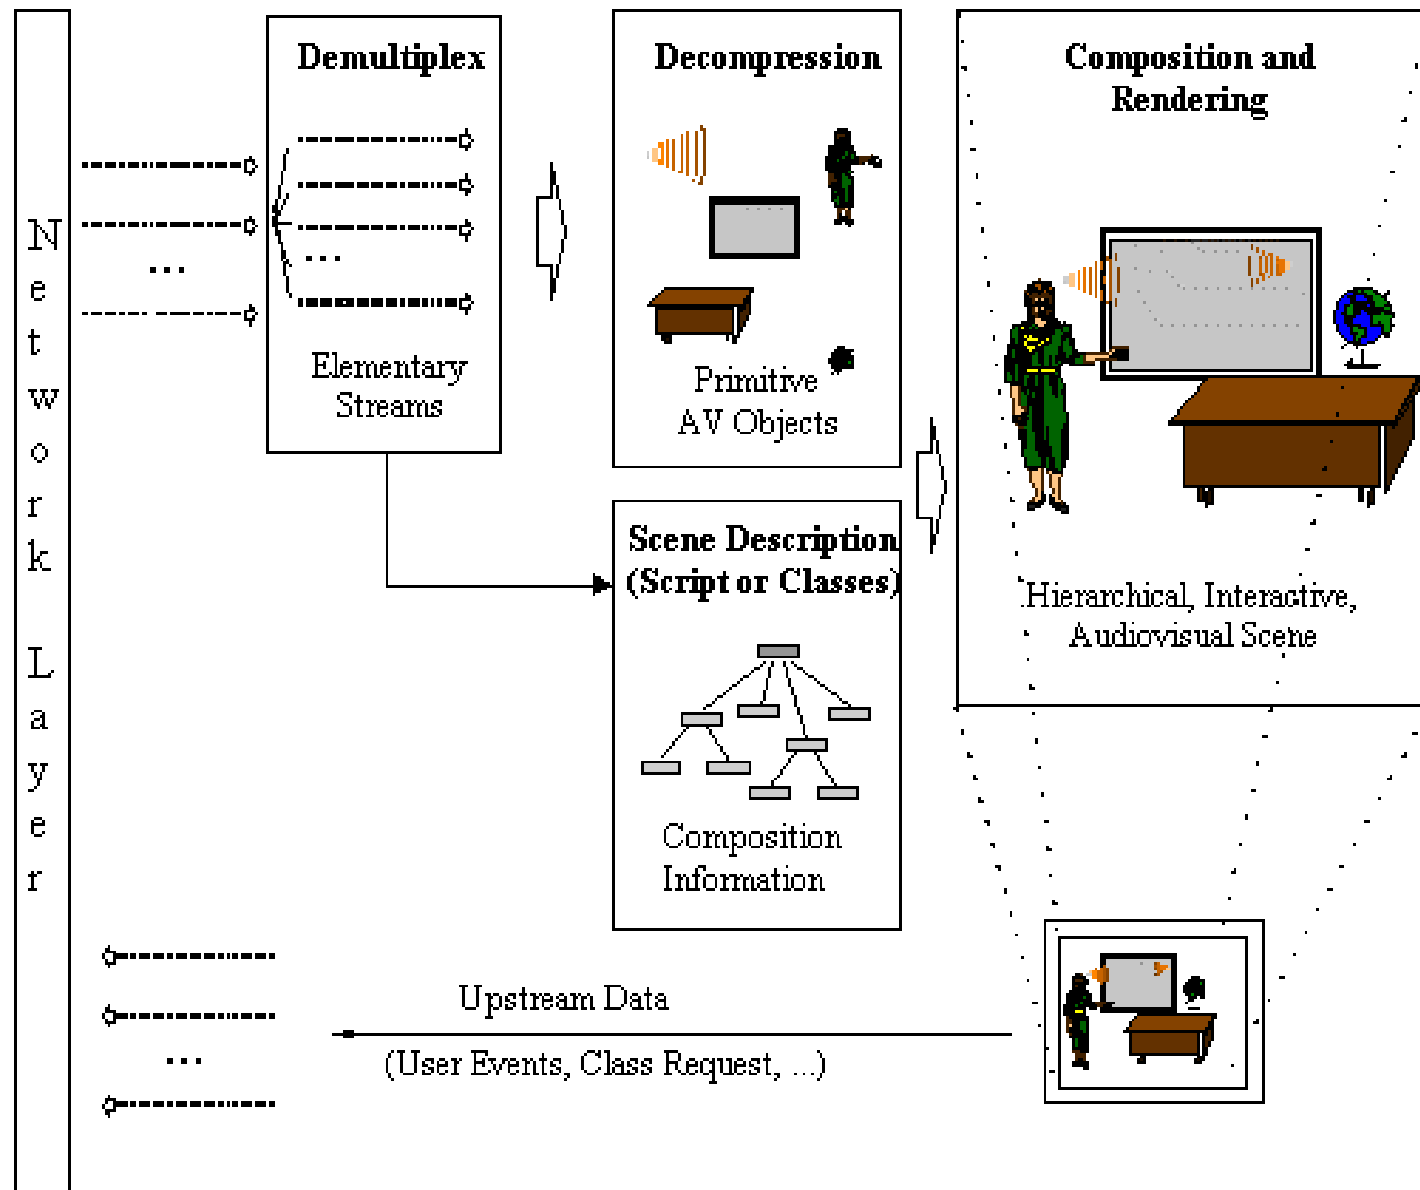 Network Layer
Demultiplex
...
...
Elementary
Streams
Decompression
Primitive
AV Objects
Scene Description
(Script or Classes)
Composition
Information
Composition and
Rendering
Hierarchical, Interactive,
Audiovisual Scene
Upstream Data
(User Events, Class Request, ...)
...